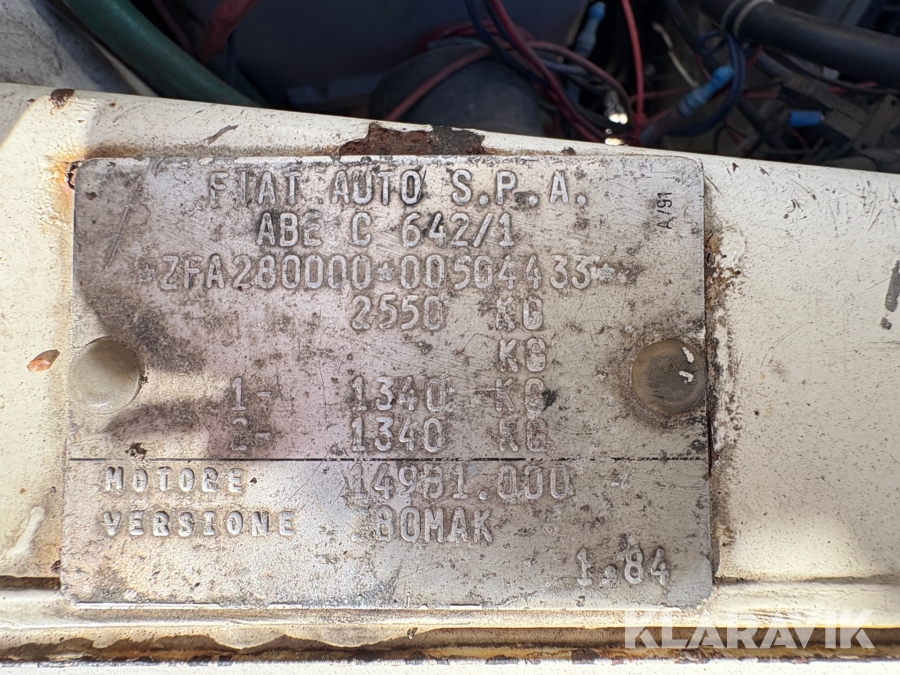 FIAT AUTO S.P.A.
A/91
ABE C 642/1
*ZFA280000*00504433*
2550 KG
KG
1- 1340 KG
2- 1340 KG
MOTORE 149B1.000
VERSIONE 80MAK
1.84
KLARAVIK